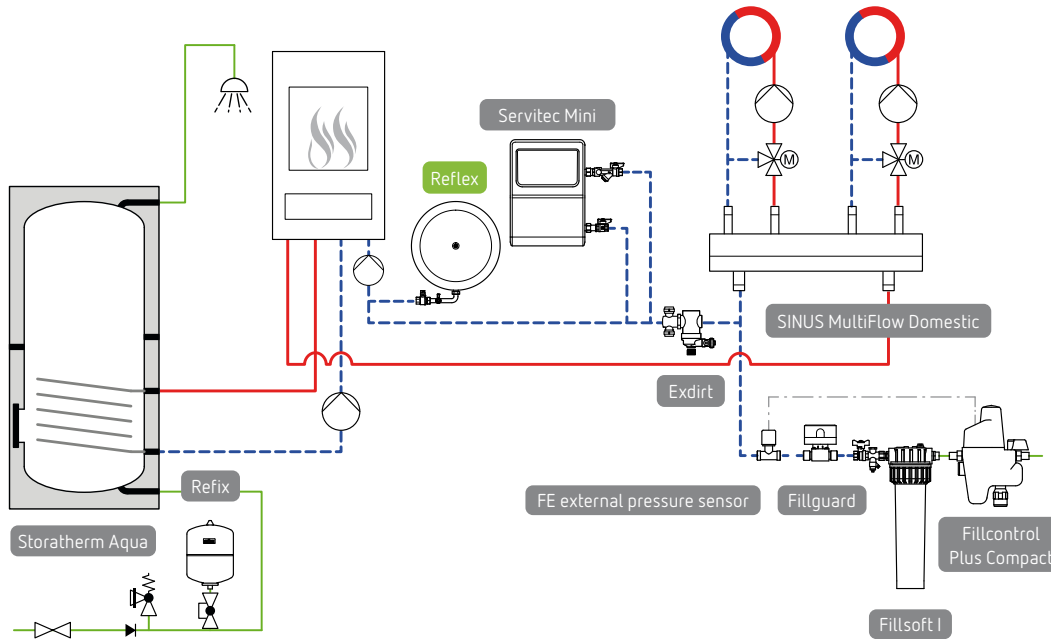 Servitec Mini
Reflex
M
M
SINUS MultiFlow Domestic
Exdirt
Refix
FE external pressure sensor
Fillguard
Storatherm Aqua
Fillcontrol
Plus Compact
Fillsoft I